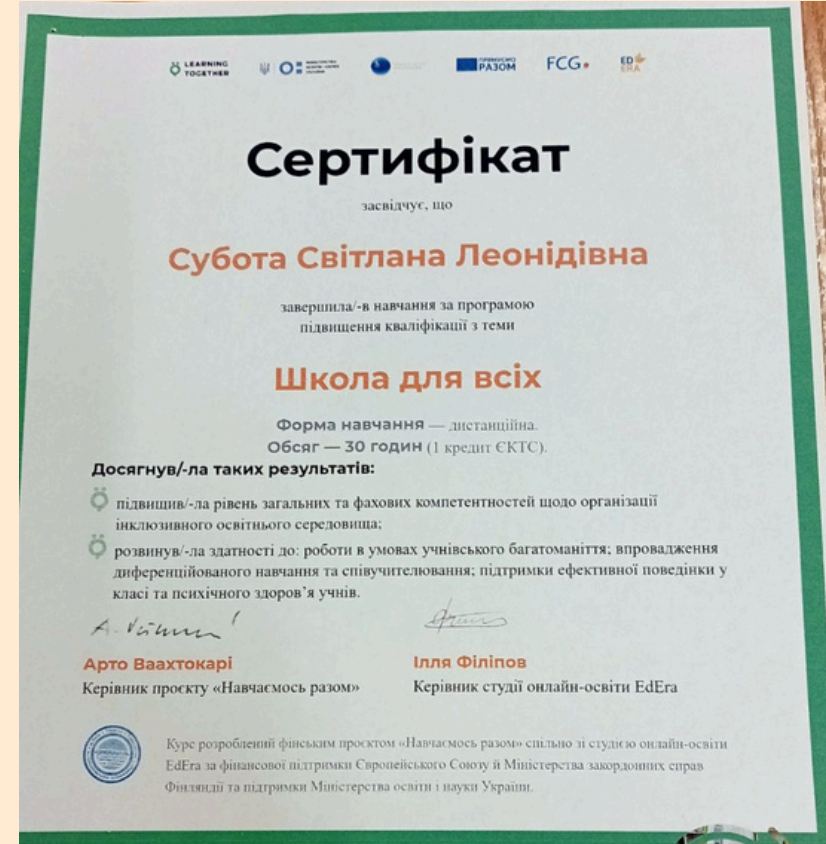 LEARNING
TOGETHER
РАЗОМ
FCG
ED
ERA
Сертифікат
засвідчує, що
Субота Світлана Леонідівна
завершила/-в навчання за програмою
підвищення кваліфікації з теми
Школа для всіх
Форма навчання — дистанційна.
Обсяг — 30 годин (1 кредит ЄКТС).
Досягнув/-ла таких результатів:
підвищив/-ла рівень загальних та фахових компетентностей щодо організації
інклюзивного освітнього середовища;
розвинув/-ла здатності до: роботи в умовах учнівського багатоманіття; впровадження
диференційованого навчання та співучителювання; підтримки ефективної поведінки у
класі та психічного здоров'я учнів.
Арто Ваахтокарі
Керівник проєкту «Навчаємось разом»
Ілля Філіпов
Керівник студії онлайн-освіти EdEra
Курс розроблений фінським проєктом «Навчаємось разом» спільно зі студією онлайн-освіти
EdEra за фінансової підтримки Європейського Союзу й Міністерства закордонних справ
Фінляндії та підтримки Міністерства освіти і науки України.